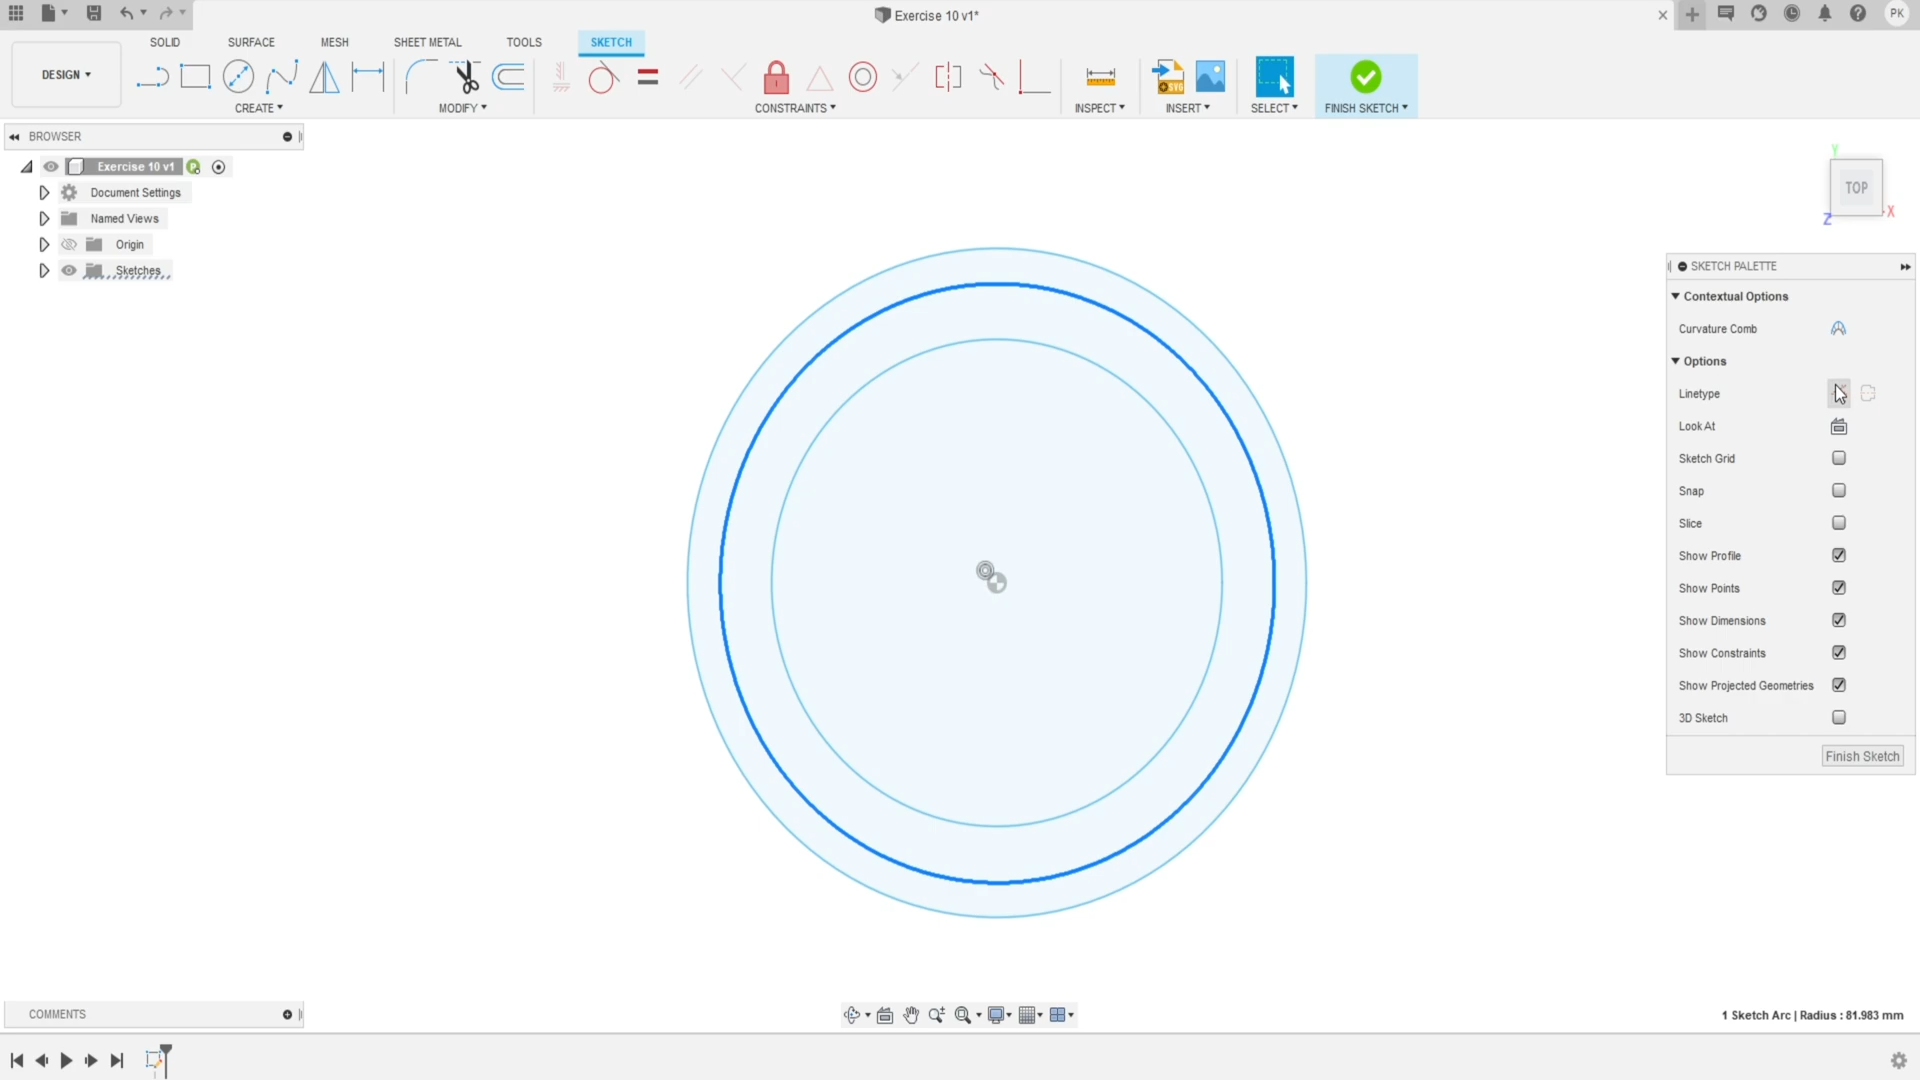 Exercise 10 v1*
PK
SOLID
SURFACE
MESH
SHEET METAL
TOOLS
SKETCH
DESIGN
CREATE
MODIFY
CONSTRAINTS
INSPECT
INSERT
SELECT
FINISH SKETCH
SVG
BROWSER
Exercise 10 v1
Document Settings
Named Views
Origin
Sketches
Y
TOP
X
Z
SKETCH PALETTE
Contextual Options
Curvature Comb
Options
Linetype
Look At
Sketch Grid
Snap
Slice
Show Profile
Show Points
Show Dimensions
Show Constraints
Show Projected Geometries
3D Sketch
Finish Sketch
COMMENTS
1 Sketch Arc | Radius : 81.983 mm